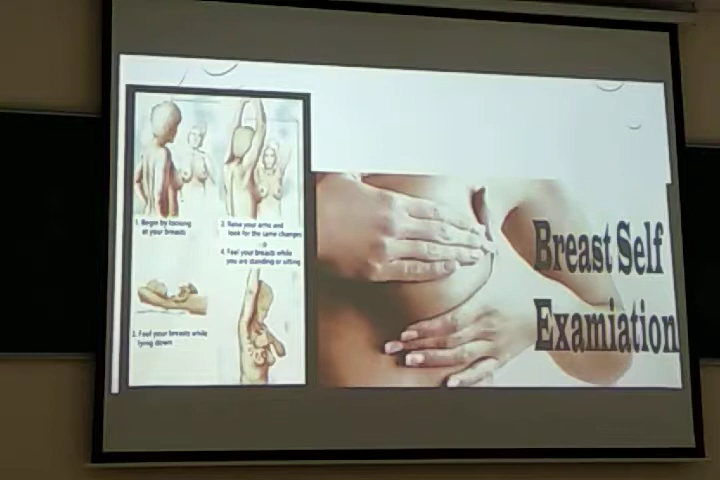 1. Begin by looking
at your breasts
2. Raise your arms and
look for the same changes
4. Feel your breasts while
you are standing or sitting
3. Feel your breasts while
lying down
Breast Self
Examiation